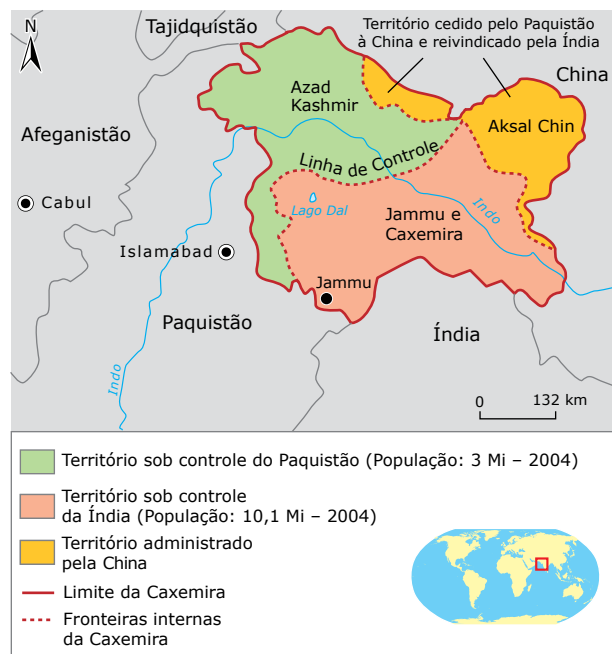 Território cedido pelo Paquistão
à China e reivindicado pela Índia
N
Tajidquistão
China
Azad
Kashmir
Aksal Chin
Afeganistão
Linha de Controle
Cabul
Lago Dal
Jammu e
Caxemira
Indo
Islamabad
Jammu
Paquistão
Índia
Indo
0 132 km
Território sob controle do Paquistão (População: 3 Mi – 2004)
Território sob controle
da Índia (População: 10,1 Mi – 2004)
Território administrado
pela China
Limite da Caxemira
Fronteiras internas
da Caxemira